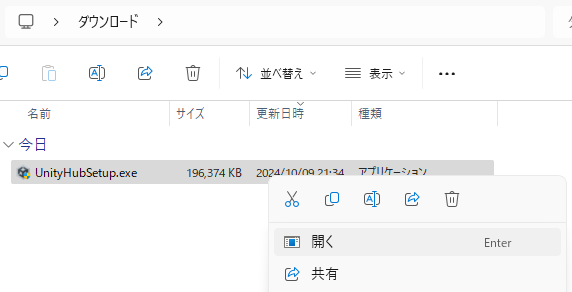 ダウンロード
並べ替え 表示
名前 サイズ 更新日時 種類
今日
UnityHubSetup.exe 196,374 KB 2024/10/09 21:34 アプリケーション
開く Enter
共有